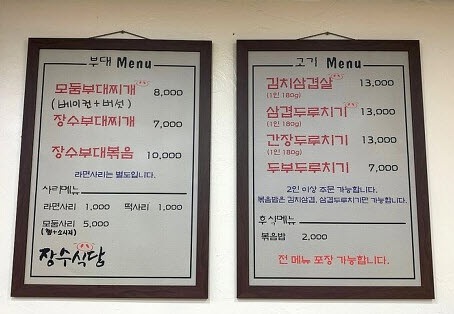 부대 Menu
모둠부대찌개 8,000
(베이컨+버섯)
장수부대찌개 7,000
장수부대볶음 10,000
라면사리는 별도입니다.
사리메뉴
라면사리 1,000 떡사리 1,000
모둠사리 5,000
(햄+소시지)
장수식당
고기 Menu
김치삼겹살 13,000
(1인 180g)
삼겹두루치기 13,000
(1인 180g)
간장두루치기 13,000
(1인 180g)
두부두루치기 7,000
2인 이상 주문 가능합니다.
볶음밥은 김치삼겹, 삼겹두루치기만 가능합니다.
후식메뉴
볶음밥 2,000
전 메뉴 포장 가능합니다.